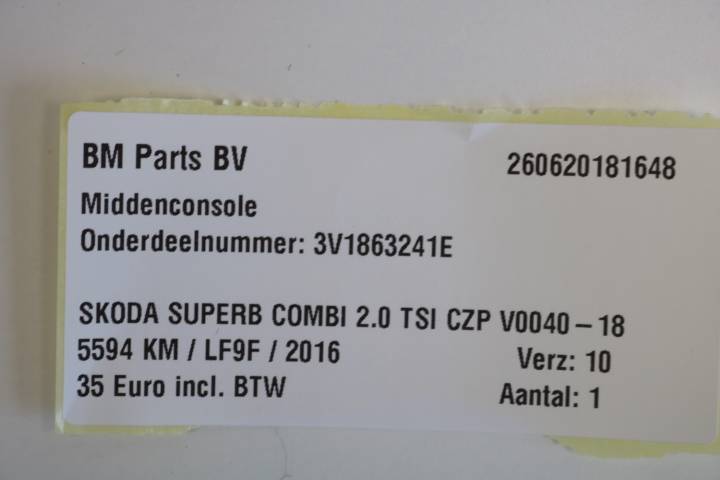 BM Parts BV 260620181648
Middenconsole
Onderdeelnummer: 3V1863241E
SKODA SUPERB COMBI 2.0 TSI CZP V0040-18
5594 KM / LF9F / 2016 Verz: 10
35 Euro incl. BTW Aantal: 1